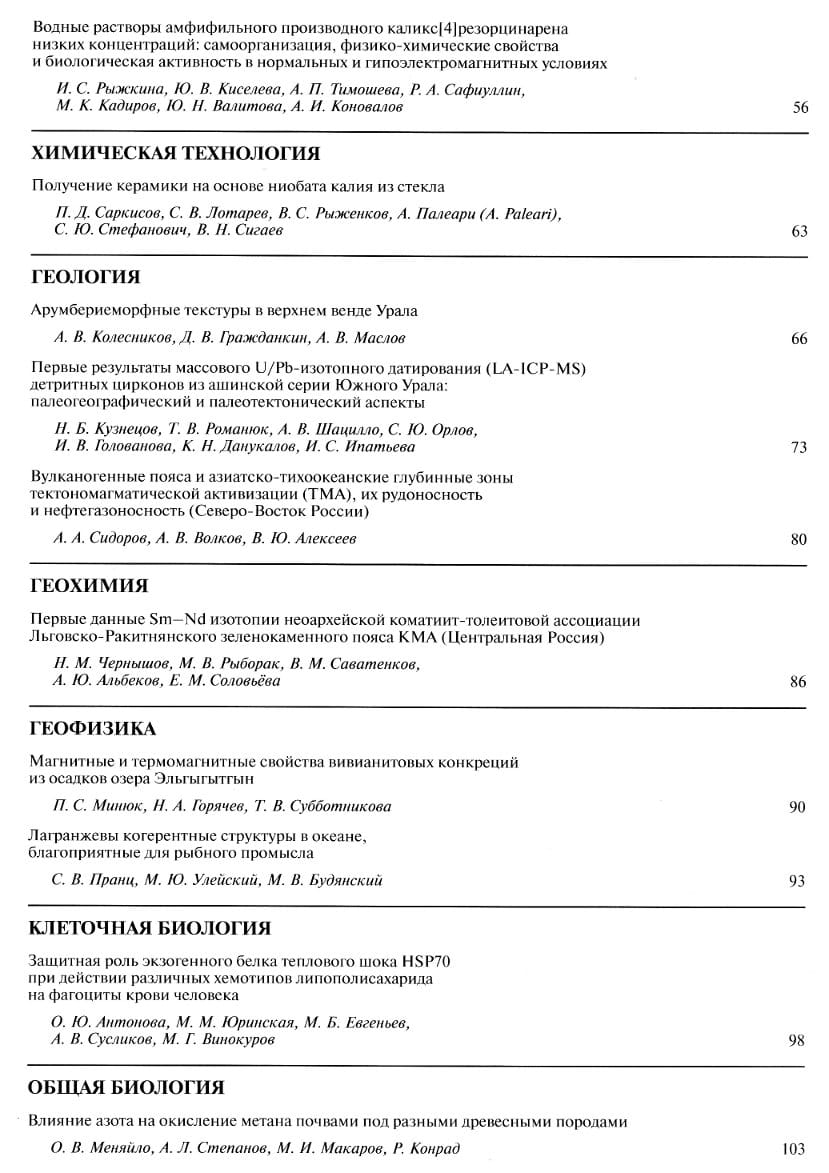 Водные растворы амфифильного производного каликс[4]резорцинарена
низких концентраций: самоорганизация, физико-химические свойства
и биологическая активность в нормальных и гипоэлектромагнитных условиях
И. С. Рыжкина, Ю. В. Киселева, А. П. Тимошева, Р. А. Сафиуллин,
М. К. Кадиров, Ю. Н. Валитова, А. И. Коновалов 56
ХИМИЧЕСКАЯ ТЕХНОЛОГИЯ
Получение керамики на основе ниобата калия из стекла
П. Д. Саркисов, С. В. Лотарев, В. С. Рыженков, А. Палеари (A. Paleari),
С. Ю. Стефанович, В. Н. Сигаев 63
ГЕОЛОГИЯ
Арумбериеморфные текстуры в верхнем венде Урала
А. В. Колесников, Д. В. Гражданкин, А. В. Маслов 66
Первые результаты массового U/Pb-изотопного датирования (LA-ICP-MS)
детритных цирконов из ашинской серии Южного Урала:
палеогеографический и палеотектонический аспекты
Н. Б. Кузнецов, Т. В. Романюк, А. В. Шацилло, С. Ю. Орлов,
И. В. Голованова, К. Н. Данукалов, И. С. Ипатьева 73
Вулканогенные пояса и азиатско-тихоокеанские глубинные зоны
тектономагматической активизации (ТМА), их рудоносность
и нефтегазоносность (Северо-Восток России)
А. А. Сидоров, А. В. Волков, В. Ю. Алексеев 80
ГЕОХИМИЯ
Первые данные Sm–Nd изотопии неоархейской коматиит-толеитовой ассоциации
Льговско-Ракитнянского зеленокаменного пояса КМА (Центральная Россия)
Н. М. Чернышов, М. В. Рыборак, В. М. Саватенков,
А. Ю. Альбеков, Е. М. Соловьёва 86
ГЕОФИЗИКА
Магнитные и термомагнитные свойства вивианитовых конкреций
из осадков озера Эльгыгытгын
П. С. Минюк, Н. А. Горячев, Т. В. Субботникова 90
Лагранжевы когерентные структуры в океане,
благоприятные для рыбного промысла
С. В. Пранц, М. Ю. Улейский, М. В. Будянский 93
КЛЕТОЧНАЯ БИОЛОГИЯ
Защитная роль экзогенного белка теплового шока HSP70
при действии различных хемотипов липополисахарида
на фагоциты крови человека
О. Ю. Антонова, М. М. Юринская, М. Б. Евгеньев,
А. В. Сусликов, М. Г. Винокуров 98
ОБЩАЯ БИОЛОГИЯ
Влияние азота на окисление метана почвами под разными древесными породами
О. В. Меняйло, А. Л. Степанов, М. И. Макаров, Р. Конрад 103